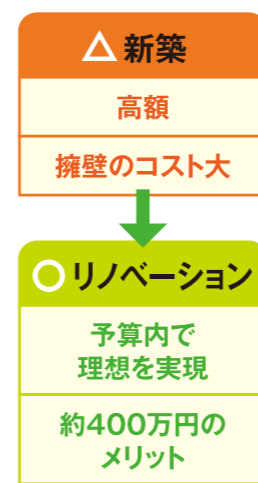 △新築
高額
擁壁のコスト大
○リノベーション
予算内で
理想を実現
約400万円の
メリット